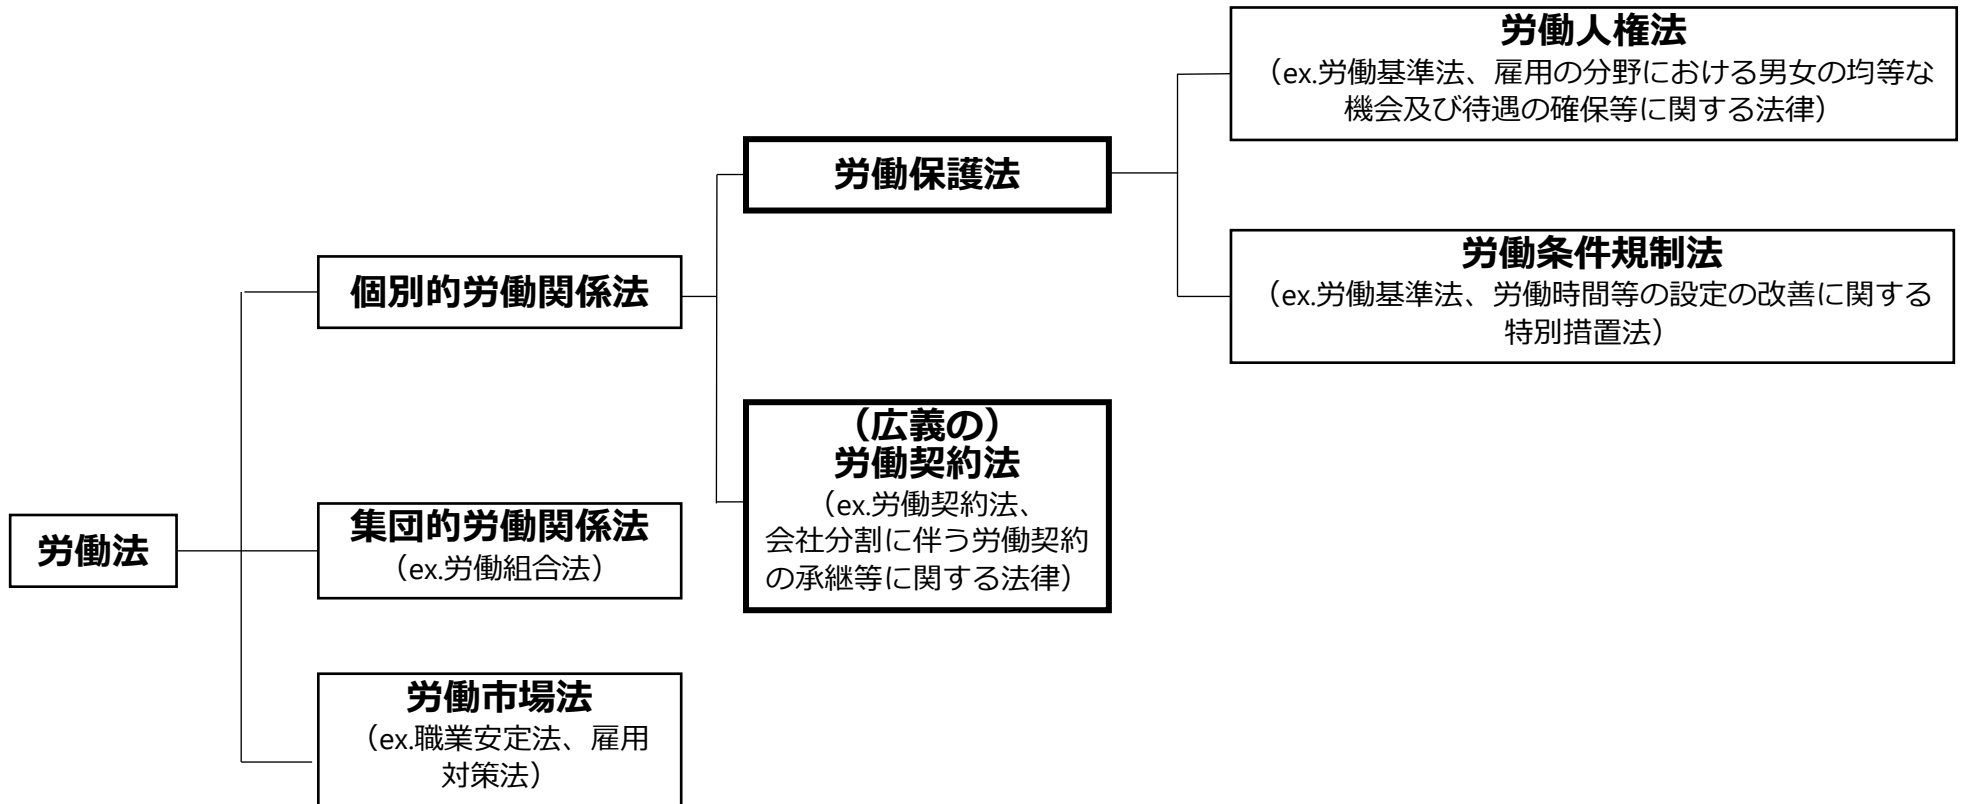 労働法
個別的労働関係法
集団的労働関係法
（ex.労働組合法）
労働市場法
（ex.職業安定法、雇用
対策法）
労働保護法
（広義の）
労働契約法
（ex.労働契約法、
会社分割に伴う労働契約
の承継等に関する法律）
労働人権法
（ex.労働基準法、雇用の分野における男女の均等な
機会及び待遇の確保等に関する法律）
労働条件規制法
（ex.労働基準法、労働時間等の設定の改善に関する
特別措置法）